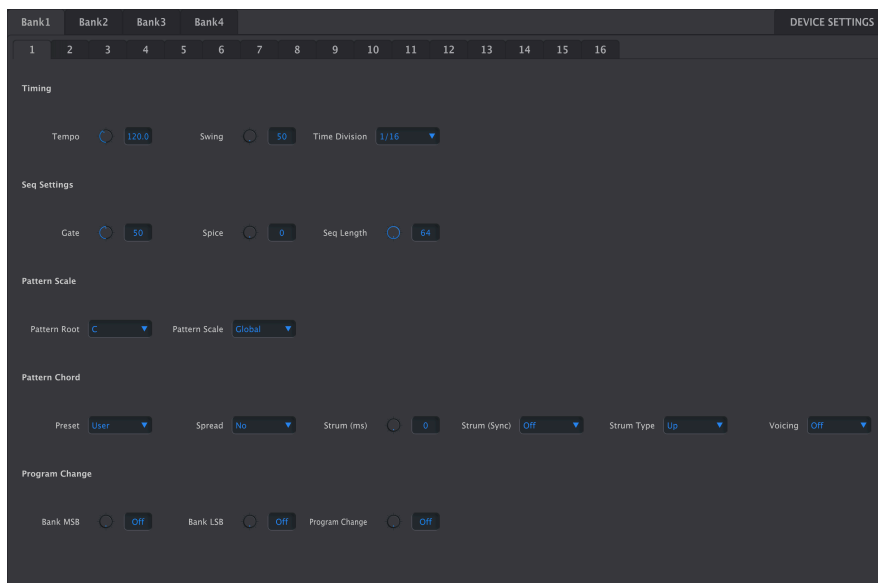 Bank1 Bank2 Bank3 Bank4 DEVICE SETTINGS
1 2 3 4 5 6 7 8 9 10 11 12 13 14 15 16
Timing
Tempo 120.0 Swing 50 Time Division 1/16
Seq Settings
Gate 50 Spice 0 Seq Length 64
Pattern Scale
Pattern Root C Pattern Scale Global
Pattern Chord
Preset User Spread No Strum (ms) 0 Strum (Sync) Off Strum Type Up Voicing Off
Program Change
Bank MSB Off Bank LSB Off Program Change Off